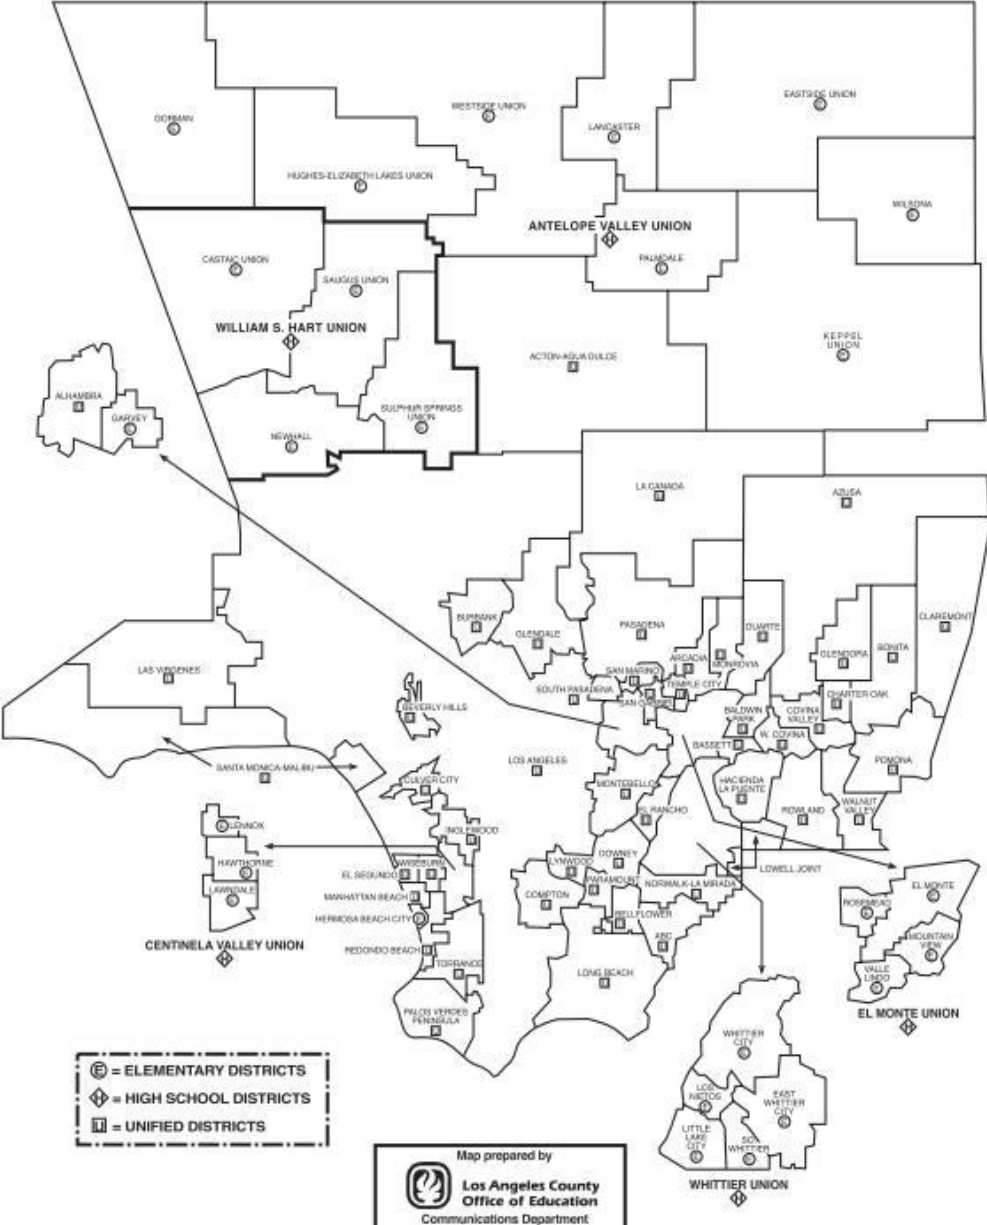 EASTSIDE UNION
WESTSIDE UNION
GORMAN
LANCASTER
HUGHES-ELIZABETH LAKES UNION
WILSONA
ANTELOPE VALLEY UNION
H
CASTAIC UNION
PALMDALE
SAUGUS UNION
WILLIAM S. HART UNION
H
KEPPEL
UNION
ACTON-AGUA DULCE
ALHAMBRA
GARVEY
SULPHUR SPRINGS
UNION
NEWHALL
LA CANADA
AZUSA
BURBANK
GLENDALE
PASADENA
DUARTE
CLAREMONT
ARCADIA
MONROVIA
GLENDORA
BONITA
LAS VIRGENES
SAN MARINO
TEMPLE CITY
SOUTH PASADENA
SAN GABRIEL
CHARTER OAK
BEVERLY HILLS
BALDWIN
PARK
COVINA
VALLEY
W. COVINA
BASSETT
LOS ANGELES
POMONA
SANTA MONICA-MALIBU
CULVER CITY
MONTEBELLO
HACIENDA
LA PUENTE
EL RANCHO
ROWLAND
WALNUT
VALLEY
LENNOX
INGLEWOOD
HAWTHORNE
WISEBURN
EL SEGUNDO
DOWNEY
LYNWOOD
LOWELL JOINT
LAWNDALE
MANHATTAN BEACH
PARAMOUNT
NORWALK-LA MIRADA
COMPTON
EL MONTE
ROSEMEAD
HERMOSA BEACH CITY
BELLFLOWER
CENTINELA VALLEY UNION
H
REDONDO BEACH
ABC
MOUNTAIN
VIEW
TORRANCE
LONG BEACH
VALLE
LINDO
PALOS VERDES
PENINSULA
EL MONTE UNION
H
WHITTIER
CITY
LOS
NIETOS
EAST
WHITTIER
CITY
LITTLE
LAKE
CITY
SO.
WHITTIER
WHITTIER UNION
H
E = ELEMENTARY DISTRICTS
H = HIGH SCHOOL DISTRICTS
U = UNIFIED DISTRICTS
Map prepared by
Los Angeles County
Office of Education
Communications Department